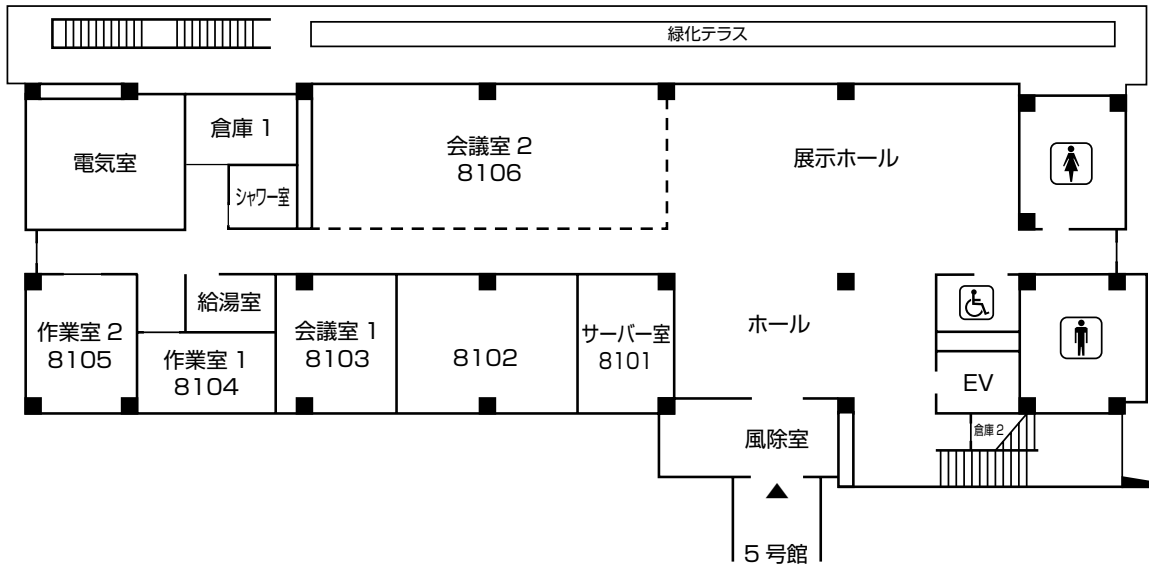 緑化テラス
電気室
倉庫 1
シャワー室
会議室 2
8106
展示ホール
作業室 2
8105
給湯室
作業室 1
8104
会議室 1
8103
8102
サーバー室
8101
ホール
EV
倉庫 2
風除室
5 号館